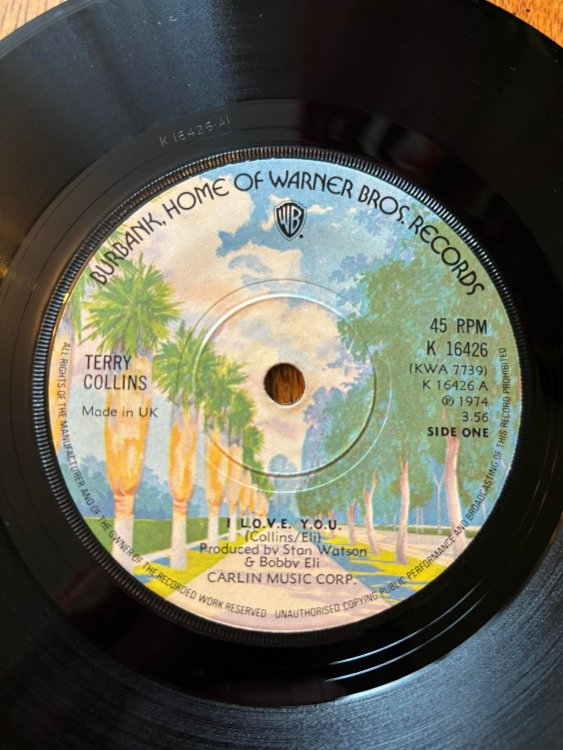 K 16426·A1
BURBANK, HOME OF WARNER BROS. RECORDS
WB
45 RPM
K 16426
(KWA 7739)
K 16426 A
℗ 1974
3.56
SIDE ONE
TERRY
COLLINS
Made in UK
I L.O.V.E. Y.O.U.
(Collins/Eli)
Produced by Stan Watson
& Bobby Eli
CARLIN MUSIC CORP.
ALL RIGHTS OF THE MANUFACTURER AND OF THE OWNER OF THE RECORDED WORK RESERVED UNAUTHORISED COPYING PUBLIC PERFORMANCE AND BROADCASTING OF THIS RECORD PROHIBITED